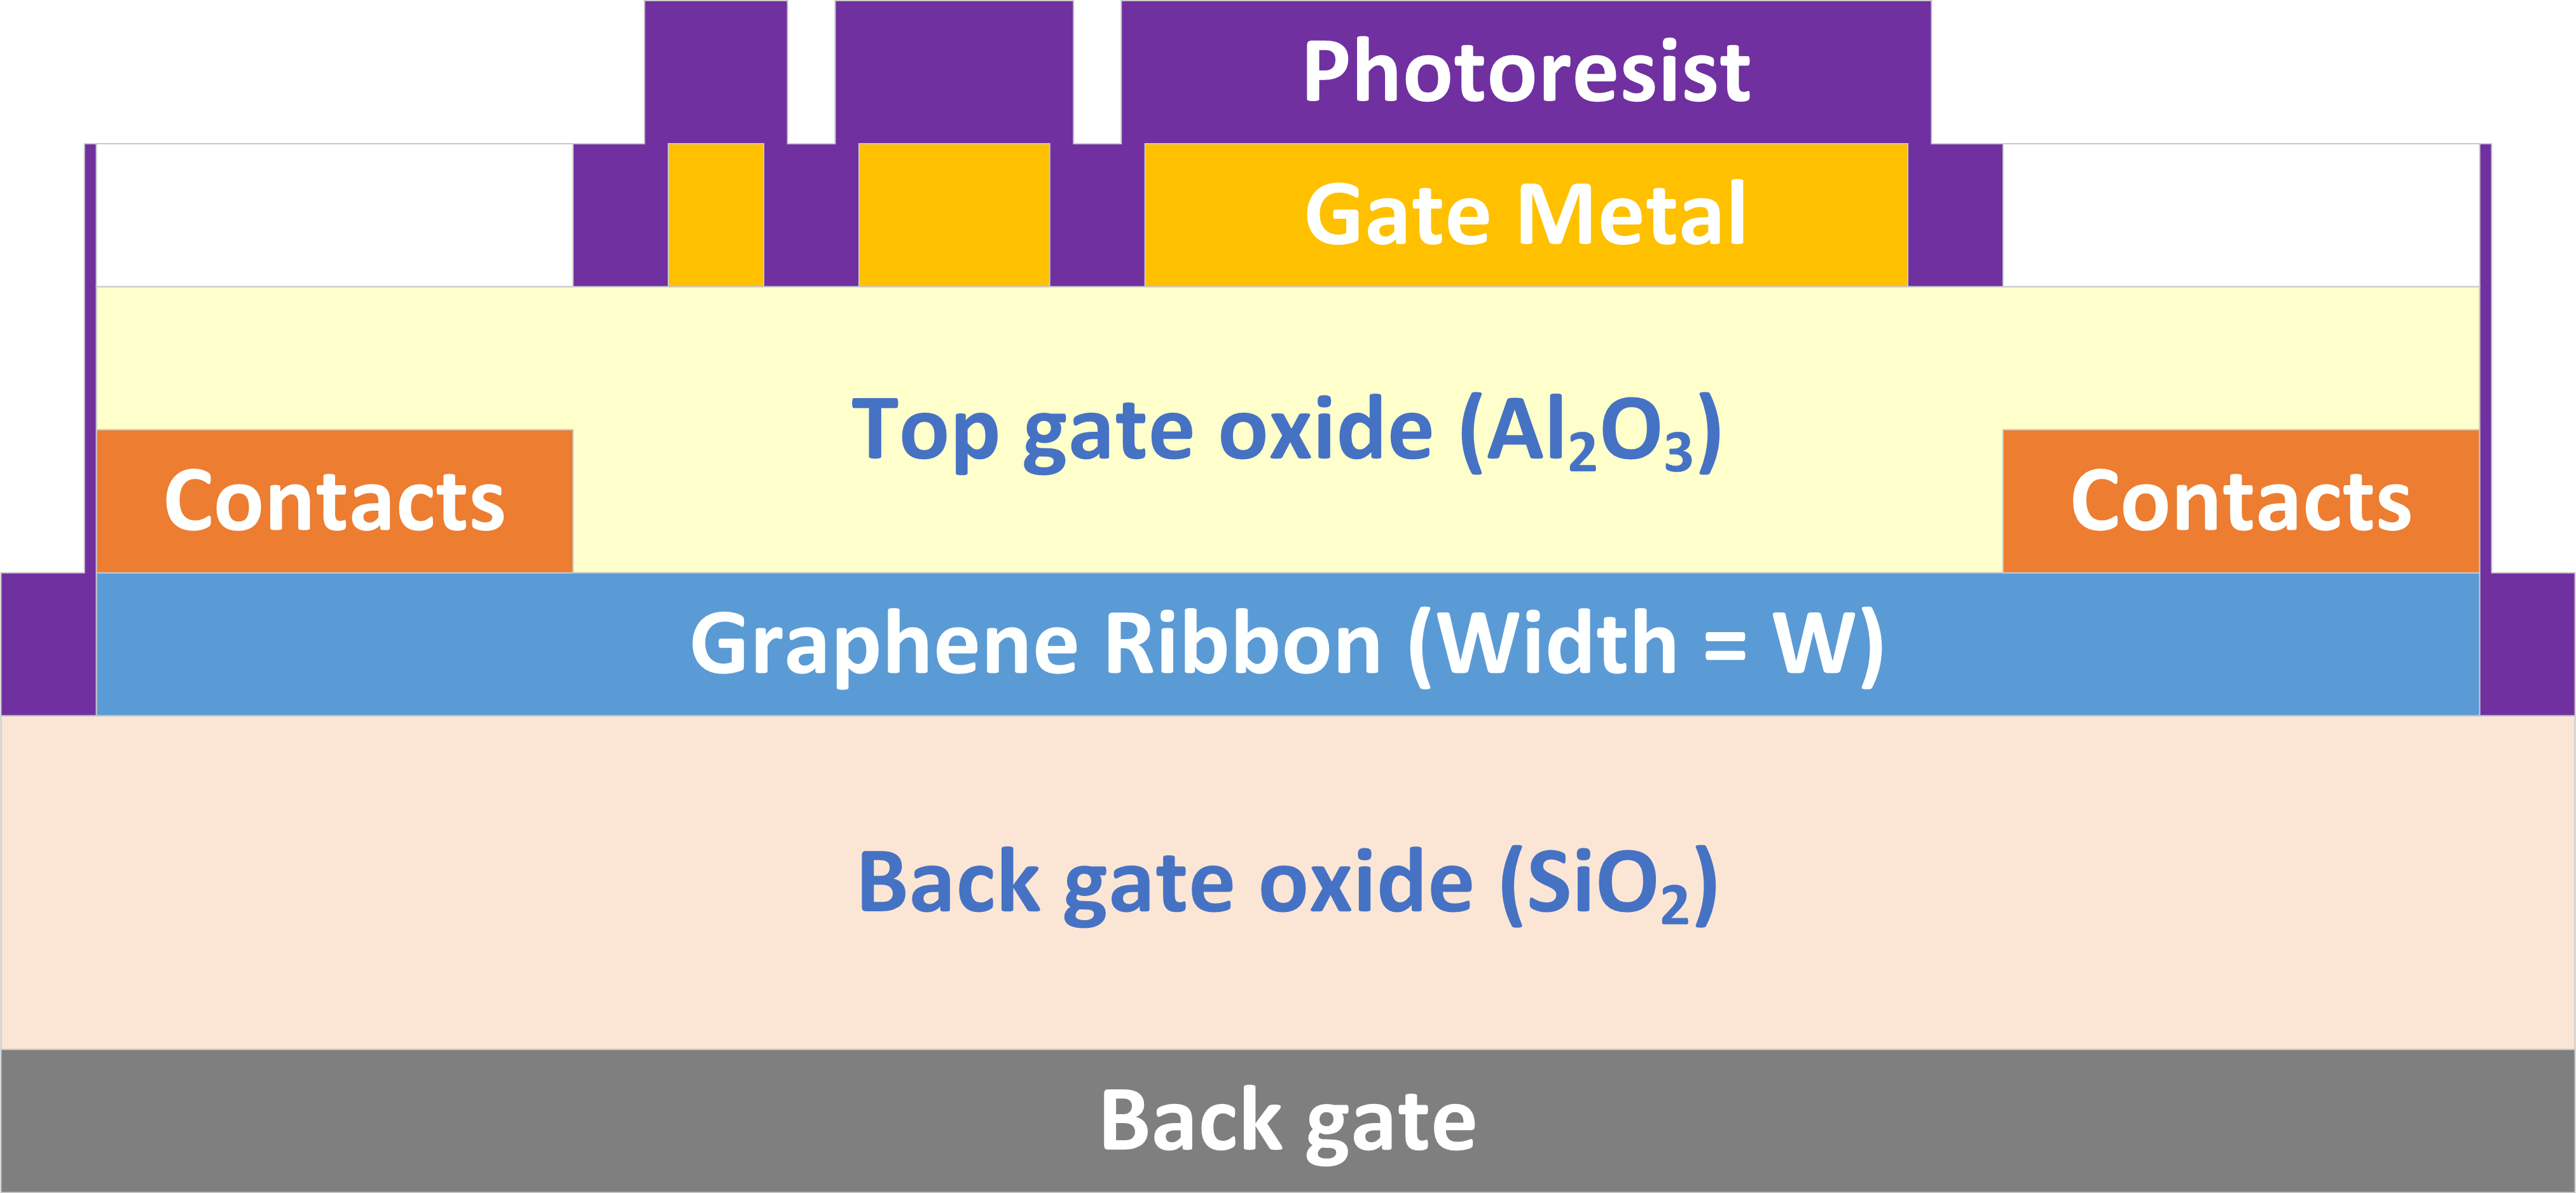 Photoresist
Gate Metal
Top gate oxide (Al₂O₃)
Contacts
Contacts
Graphene Ribbon (Width = W)
Back gate oxide (SiO₂)
Back gate